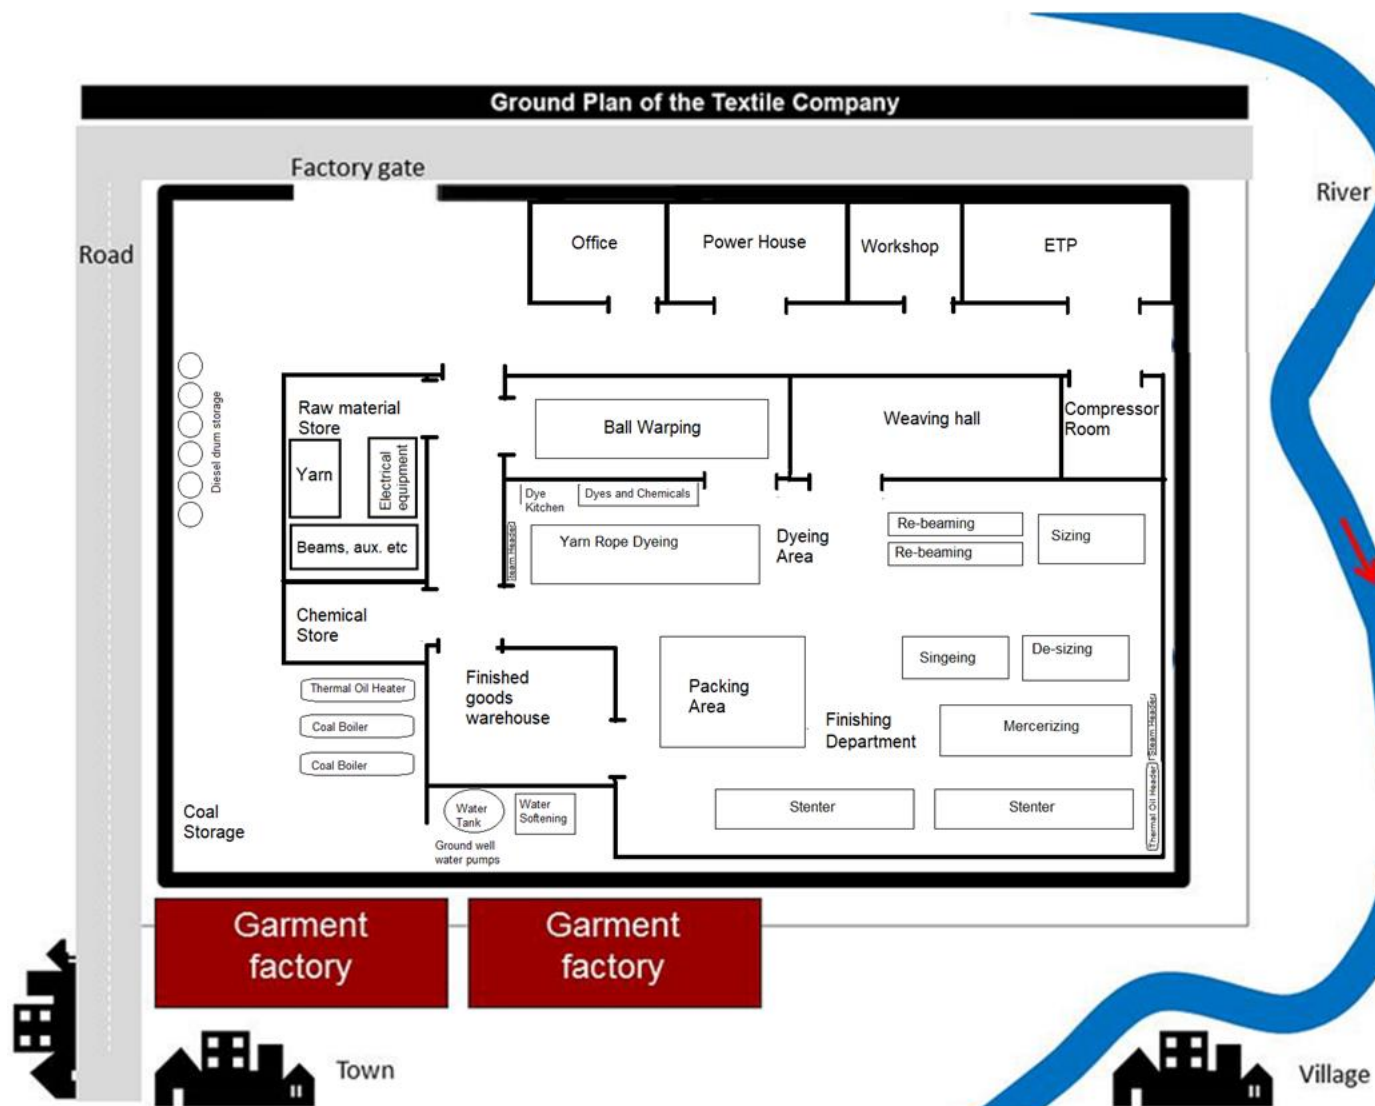 Ground Plan of the Textile Company
Factory gate
River
Road
Office
Power House
Workshop
ETP
Diesel drum storage
Raw material
Store
Yarn
Electrical
equipment
Beams, aux. etc
Ball Warping
Weaving hall
Compressor
Room
Dye
Kitchen
Dyes and Chemicals
Yarn Rope Dyeing
Dyeing
Area
Re-beaming
Re-beaming
Sizing
Chemical
Store
Thermal Oil Heater
Coal Boiler
Coal Boiler
Finished
goods
warehouse
Packing
Area
Singeing
De-sizing
Finishing
Department
Mercerizing
Steam Header
Thermal Oil Header
Stenter
Stenter
Coal
Storage
Water
Tank
Water
Softening
Ground well
water pumps
Garment
factory
Garment
factory
Town
Village